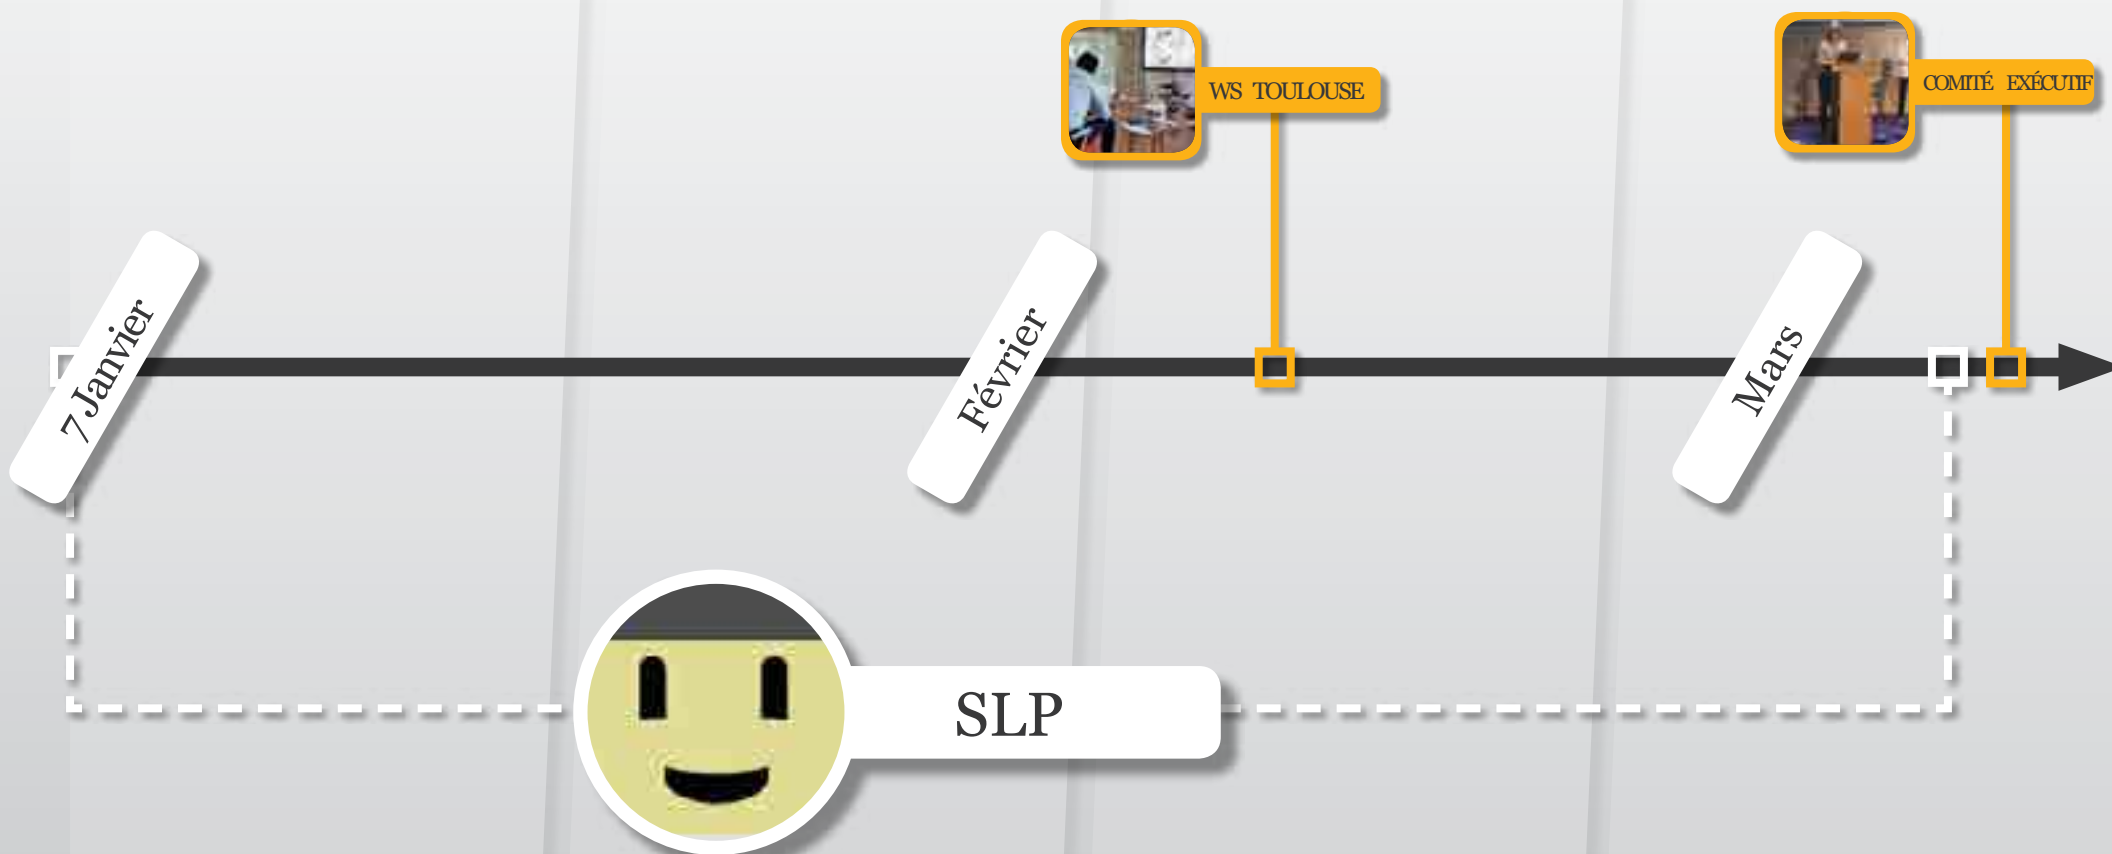 WS TOULOUSE
COMITÉ EXÉCUTIF
7 Janvier
Février
Mars
SLP